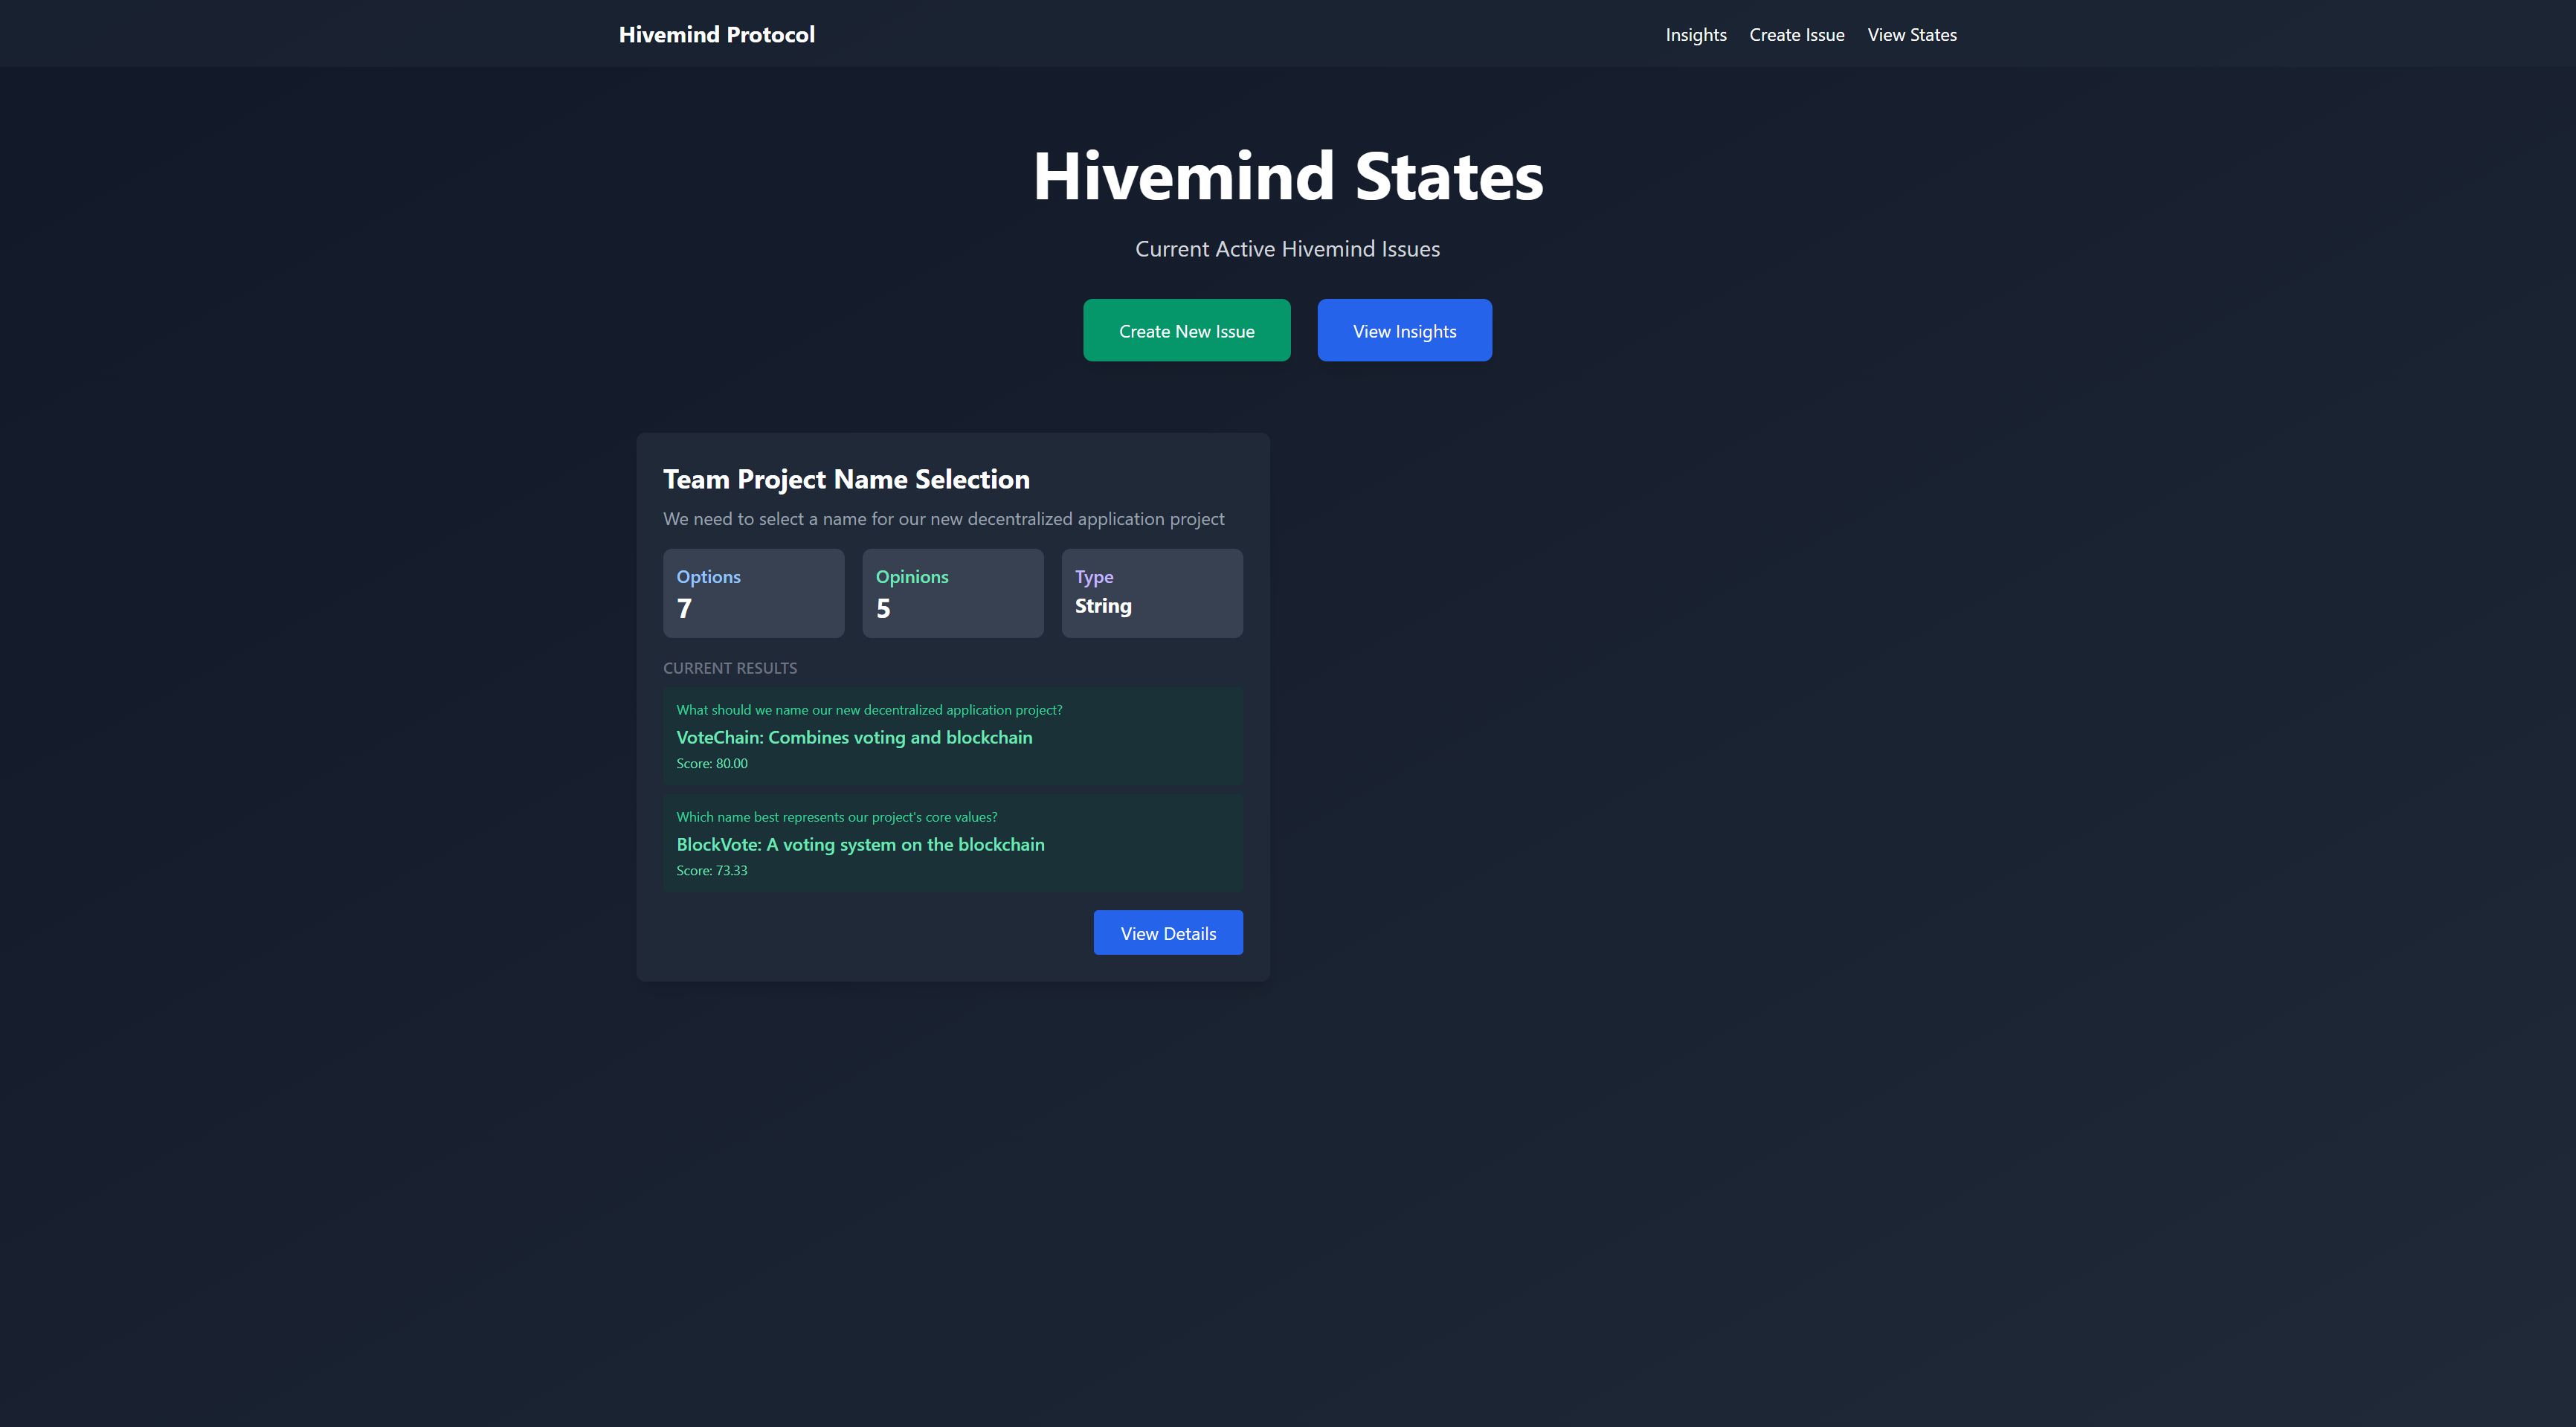 Hivemind Protocol
Insights
Create Issue
View States
Hivemind States
Current Active Hivemind Issues
Create New Issue
View Insights
Team Project Name Selection
We need to select a name for our new decentralized application project
Options
7
Opinions
5
Type
String
CURRENT RESULTS
What should we name our new decentralized application project?
VoteChain: Combines voting and blockchain
Score: 80.00
Which name best represents our project's core values?
BlockVote: A voting system on the blockchain
Score: 73.33
View Details